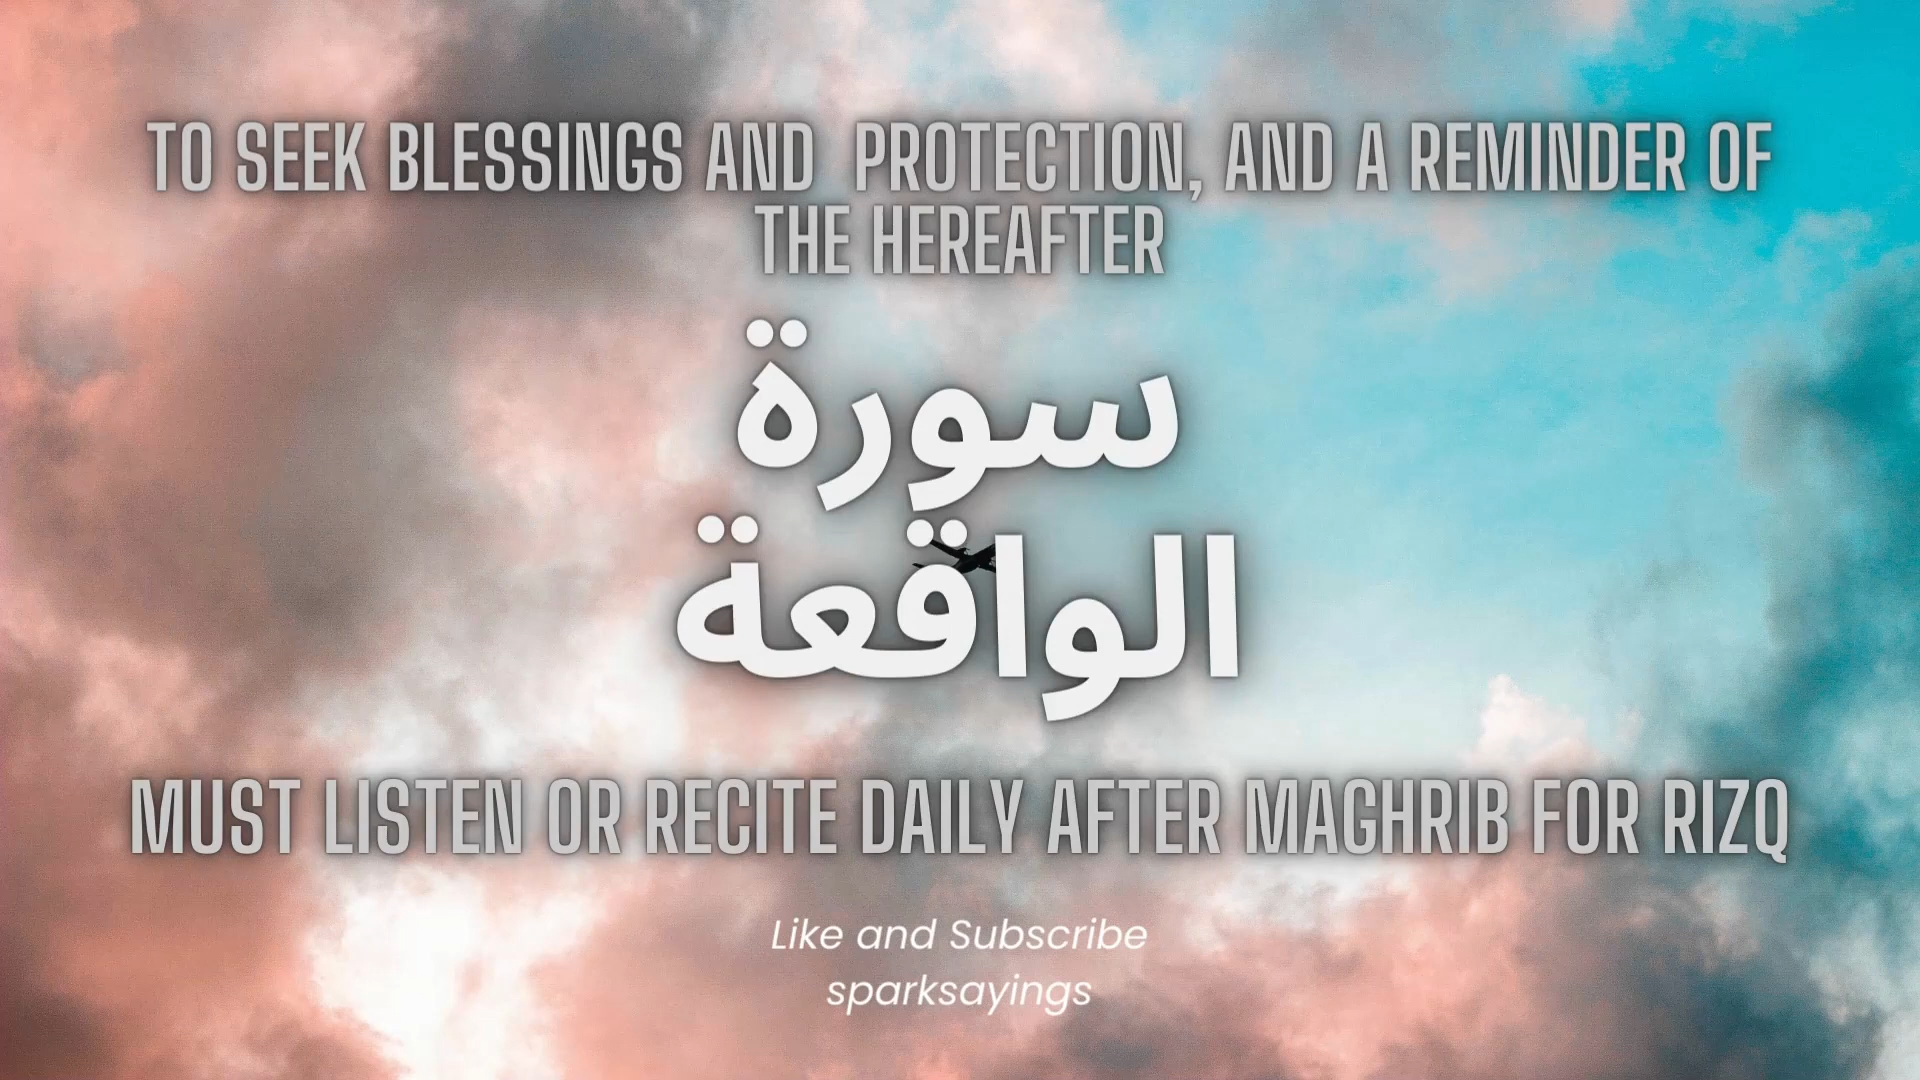 TO SEEK BLESSINGS AND PROTECTION, AND A REMINDER OF
THE HEREAFTER
سورة
الواقعة
MUST LISTEN OR RECITE DAILY AFTER MAGHRIB FOR RIZQ
Like and Subscribe
sparksayings